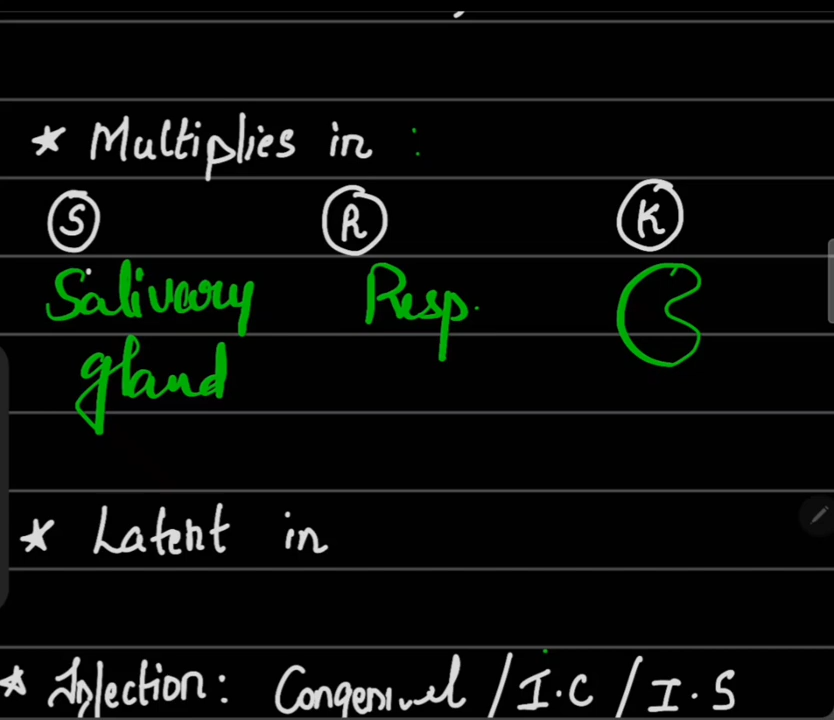 * Multiplies in :
S R K
Salivary Resp.
gland
* Latent in
* Infection: Congenital / I.C / I.S